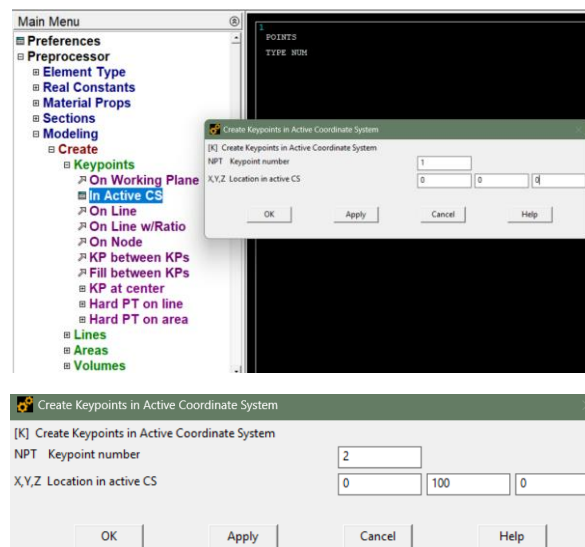 Main Menu
Preferences
Preprocessor
Element Type
Real Constants
Material Props
Sections
Modeling
Create
Keypoints
On Working Plane
In Active CS
On Line
On Line w/Ratio
On Node
KP between KPs
Fill between KPs
KP at center
Hard PT on line
Hard PT on area
Lines
Areas
Volumes
1
POINTS
TYPE NUM
Create Keypoints in Active Coordinate System
[K] Create Keypoints in Active Coordinate System
NPT Keypoint number 1
X,Y,Z Location in active CS 0 0 0
OK Apply Cancel Help
Create Keypoints in Active Coordinate System
[K] Create Keypoints in Active Coordinate System
NPT Keypoint number 2
X,Y,Z Location in active CS 0 100 0
OK Apply Cancel Help